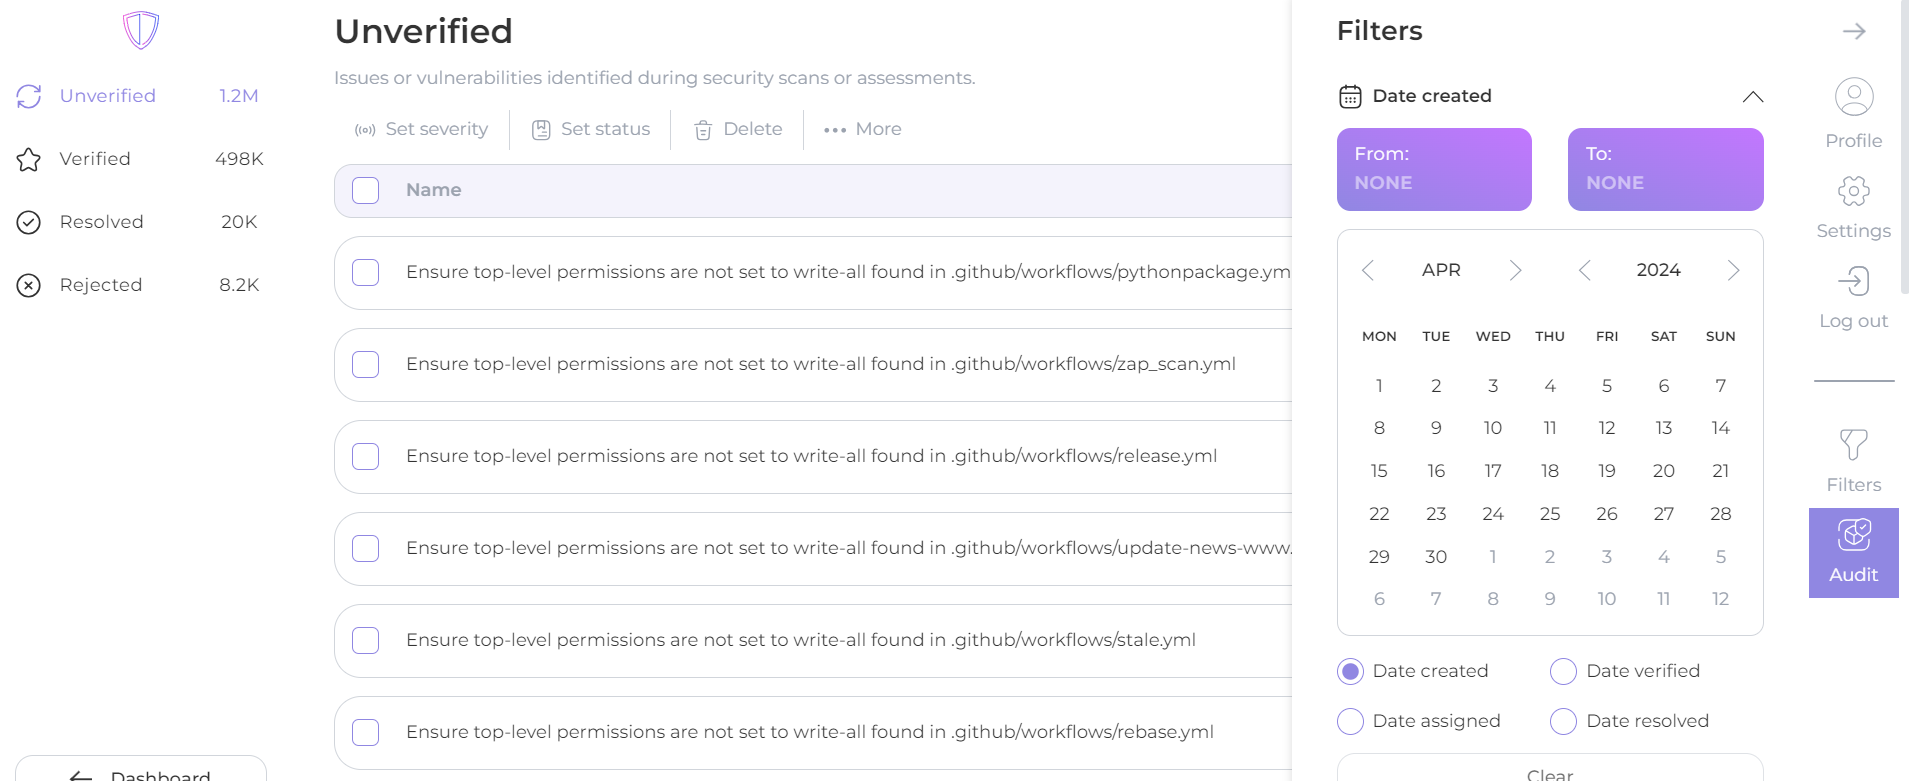 Unverified 1.2M
Verified 498K
Resolved 20K
Rejected 8.2K
Dashboard
Unverified
Issues or vulnerabilities identified during security scans or assessments.
Set severity Set status Delete More
Name
Ensure top-level permissions are not set to write-all found in .github/workflows/pythonpackage.ym
Ensure top-level permissions are not set to write-all found in .github/workflows/zap_scan.yml
Ensure top-level permissions are not set to write-all found in .github/workflows/release.yml
Ensure top-level permissions are not set to write-all found in .github/workflows/update-news-www.
Ensure top-level permissions are not set to write-all found in .github/workflows/stale.yml
Ensure top-level permissions are not set to write-all found in .github/workflows/rebase.yml
Filters
Date created
From: To:
NONE NONE
APR 2024
MON TUE WED THU FRI SAT SUN
1 2 3 4 5 6 7
8 9 10 11 12 13 14
15 16 17 18 19 20 21
22 23 24 25 26 27 28
29 30 1 2 3 4 5
6 7 8 9 10 11 12
Date created Date verified
Date assigned Date resolved
Clear
Profile
Settings
Log out
Filters
Audit